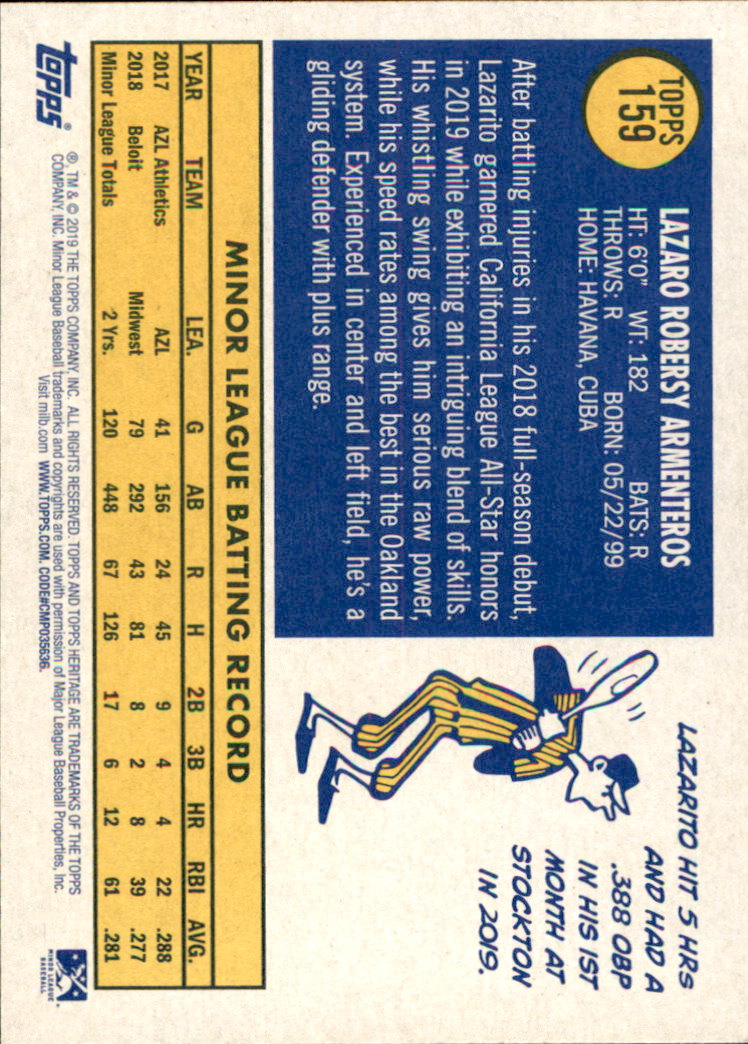 TOPPS
159
LAZARO ROBERSY ARMENTEROS
HT: 6'0" WT: 182 BATS: R
THROWS: R BORN: 05/22/99
HOME: HAVANA, CUBA
After battling injuries in his 2018 full-season debut,
Lazarito garnered California League All-Star honors
in 2019 while exhibiting an intriguing blend of skills.
His whistling swing gives him serious raw power,
while his speed rates among the best in the Oakland
system. Experienced in center and left field, he's a
gliding defender with plus range.
LAZARITO HIT 5 HRS
AND HAD A
.388 OBP
IN HIS 1ST
MONTH AT
STOCKTON
IN 2019.
MINOR LEAGUE BATTING RECORD
YEAR TEAM LEA. G AB R H 2B 3B HR RBI AVG.
2017 AZL Athletics AZL 41 156 24 45 9 4 4 22 .288
2018 Beloit Midwest 79 292 43 81 8 2 8 39 .277
Minor League Totals 2 Yrs. 120 448 67 126 17 6 12 61 .281
topps®
®, TM & © 2019 THE TOPPS COMPANY, INC. ALL RIGHTS RESERVED. TOPPS AND TOPPS HERITAGE ARE TRADEMARKS OF THE TOPPS
COMPANY, INC. Minor League Baseball trademarks and copyrights are used with permission of Major League Baseball Properties, Inc.
Visit milb.com WWW.TOPPS.COM. CODE#CMP035636.
MINOR LEAGUE
BASEBALL